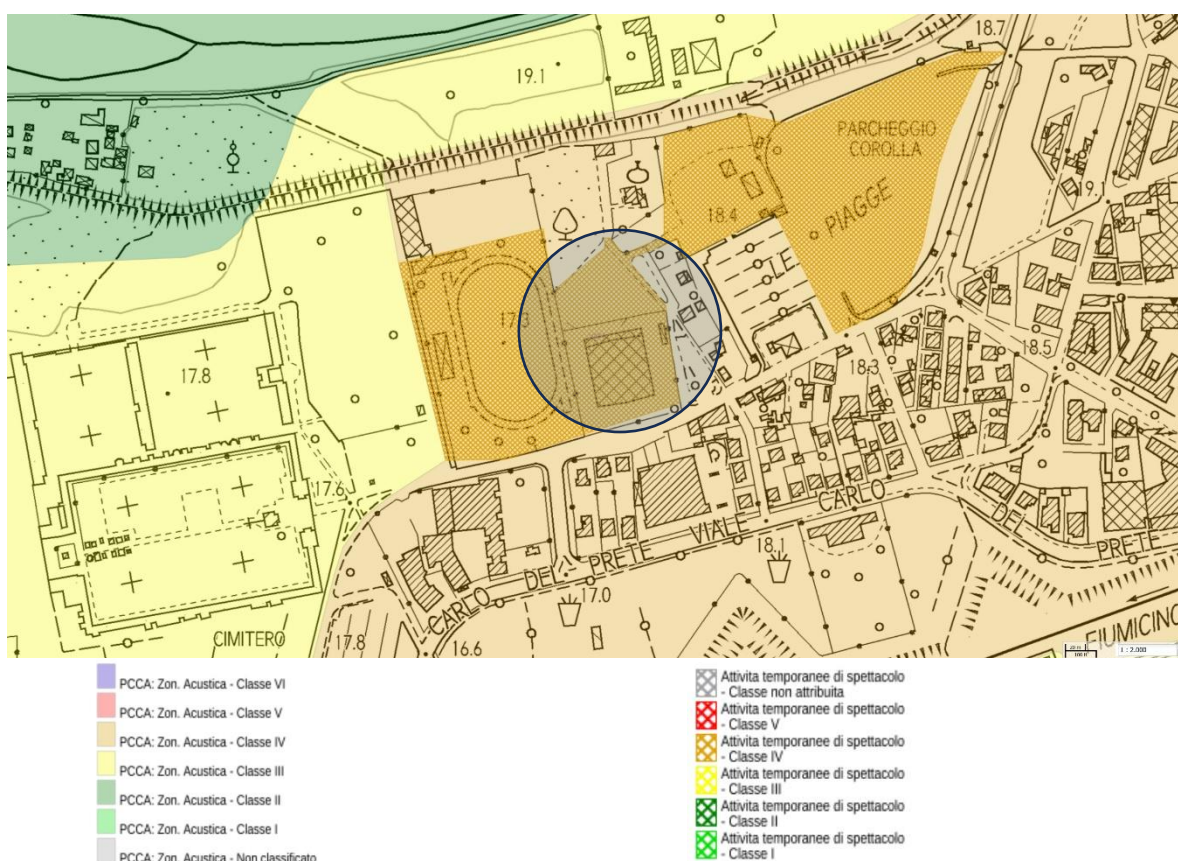 18.7
19.1
PARCHEGGIO
COROLLA
19.1
18.4
PIAGGE
LE
17.8
18.5
18.3
17.6
CARLO
VIALE
PRETE
DEL
CARLO
DEL
PRETE
18.1
17.0
CIMITERO
17.8
16.6
FIUMICINO
1 : 2.000
PCCA: Zon. Acustica - Classe VI
PCCA: Zon. Acustica - Classe V
PCCA: Zon. Acustica - Classe IV
PCCA: Zon. Acustica - Classe III
PCCA: Zon. Acustica - Classe II
PCCA: Zon. Acustica - Classe I
PCCA: Zon. Acustica - Non classificato
Attivita temporanee di spettacolo
- Classe non attribuita
Attivita temporanee di spettacolo
- Classe V
Attivita temporanee di spettacolo
- Classe IV
Attivita temporanee di spettacolo
- Classe III
Attivita temporanee di spettacolo
- Classe II
Attivita temporanee di spettacolo
- Classe I